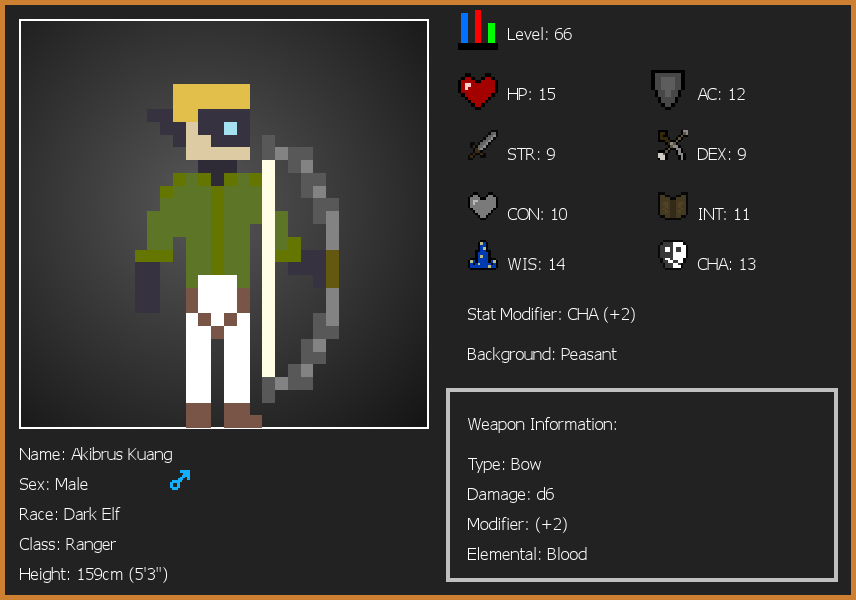 Level: 66
HP: 15
AC: 12
STR: 9
DEX: 9
CON: 10
INT: 11
WIS: 14
CHA: 13
Stat Modifier: CHA (+2)
Background: Peasant
Weapon Information:
Type: Bow
Damage: d6
Modifier: (+2)
Elemental: Blood
Name: Akibrus Kuang
Sex: Male
Race: Dark Elf
Class: Ranger
Height: 159cm (5'3")